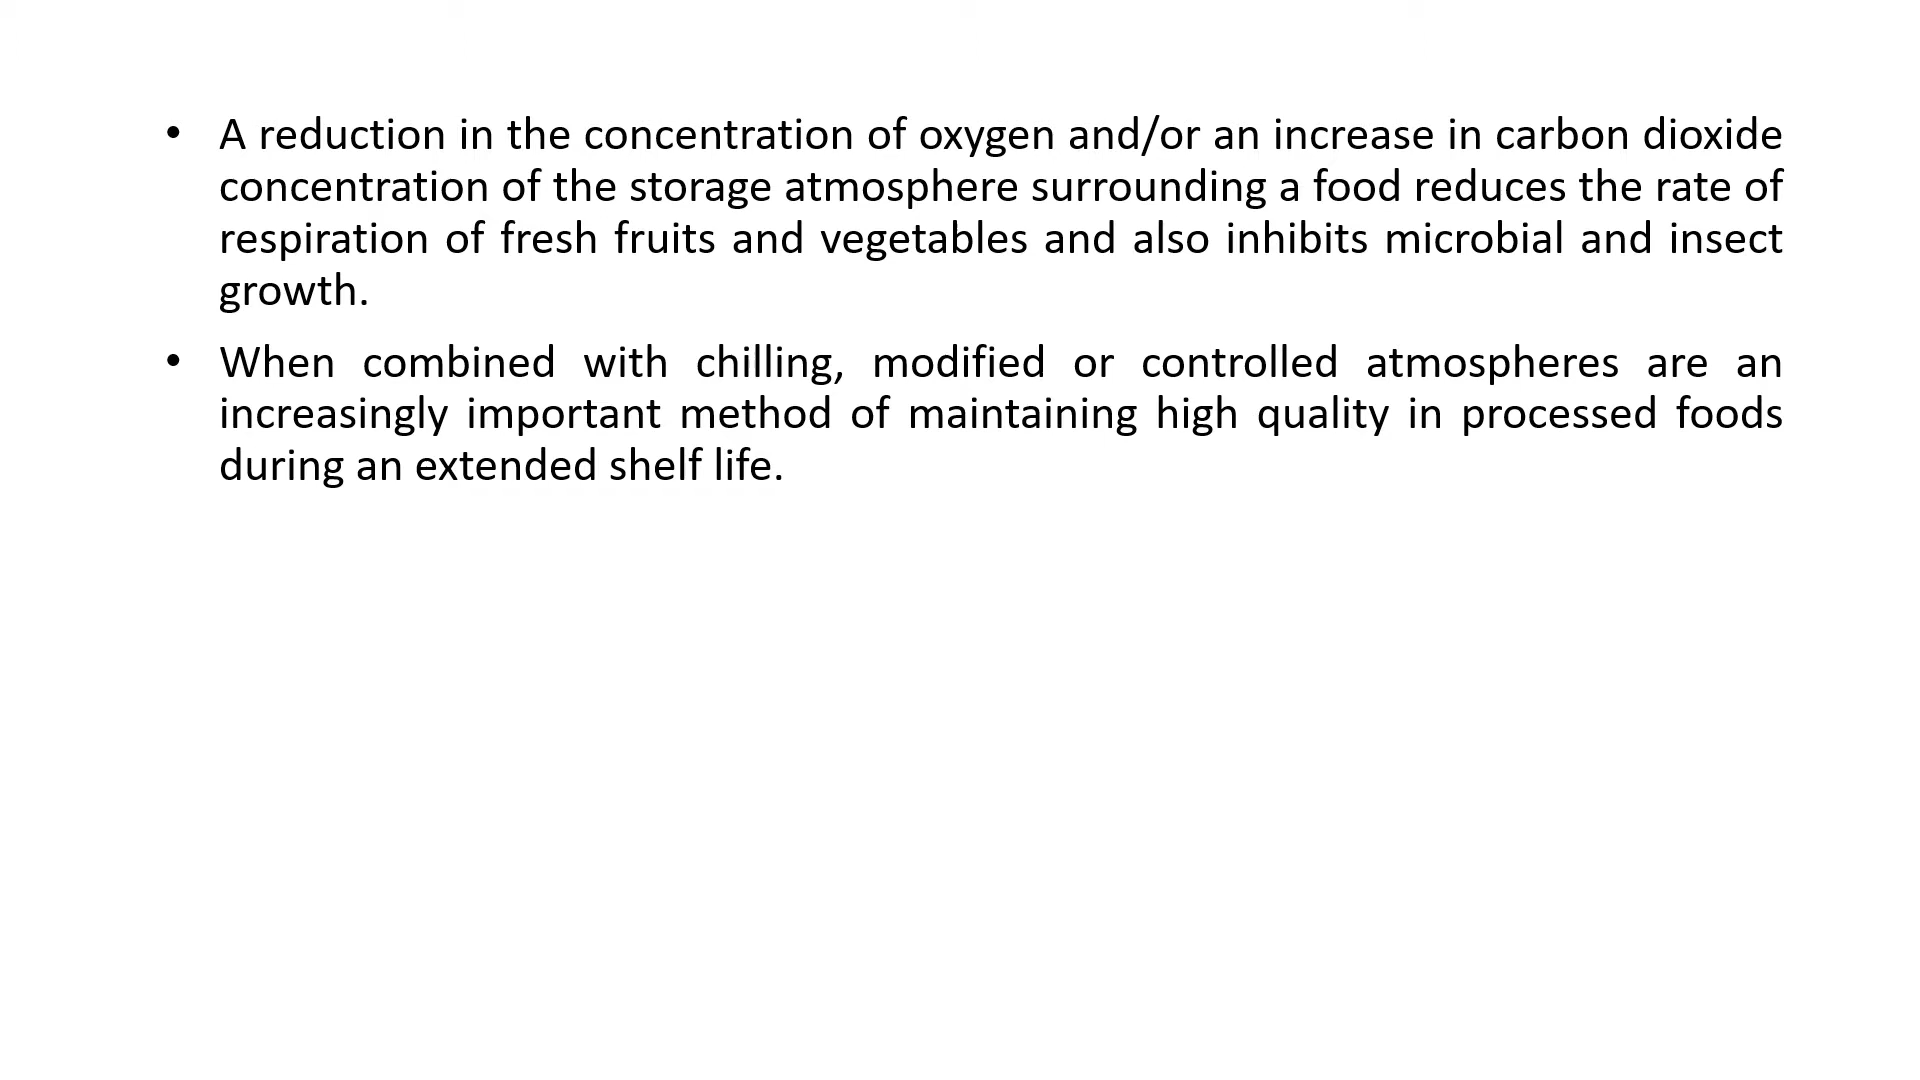 • A reduction in the concentration of oxygen and/or an increase in carbon dioxide
concentration of the storage atmosphere surrounding a food reduces the rate of
respiration of fresh fruits and vegetables and also inhibits microbial and insect
growth.
• When combined with chilling, modified or controlled atmospheres are an
increasingly important method of maintaining high quality in processed foods
during an extended shelf life.